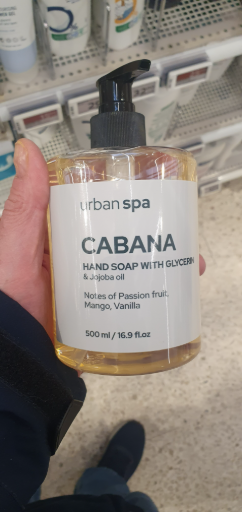 urban spa
CABANA
HAND SOAP WITH GLYCERIN
& Jojoba oil
Notes of Passion fruit,
Mango, Vanilla
500 ml / 16.9 fl.oz